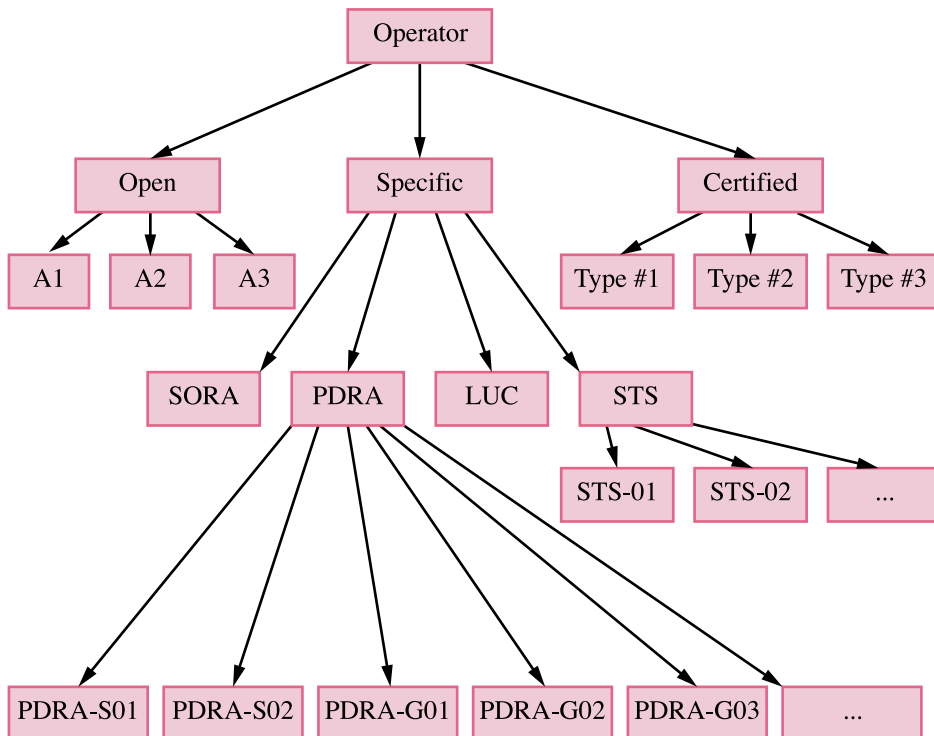 Operator
Open
Specific
Certified
A1
A2
A3
Type #1
Type #2
Type #3
SORA
PDRA
LUC
STS
STS-01
STS-02
...
PDRA-S01
PDRA-S02
PDRA-G01
PDRA-G02
PDRA-G03
...